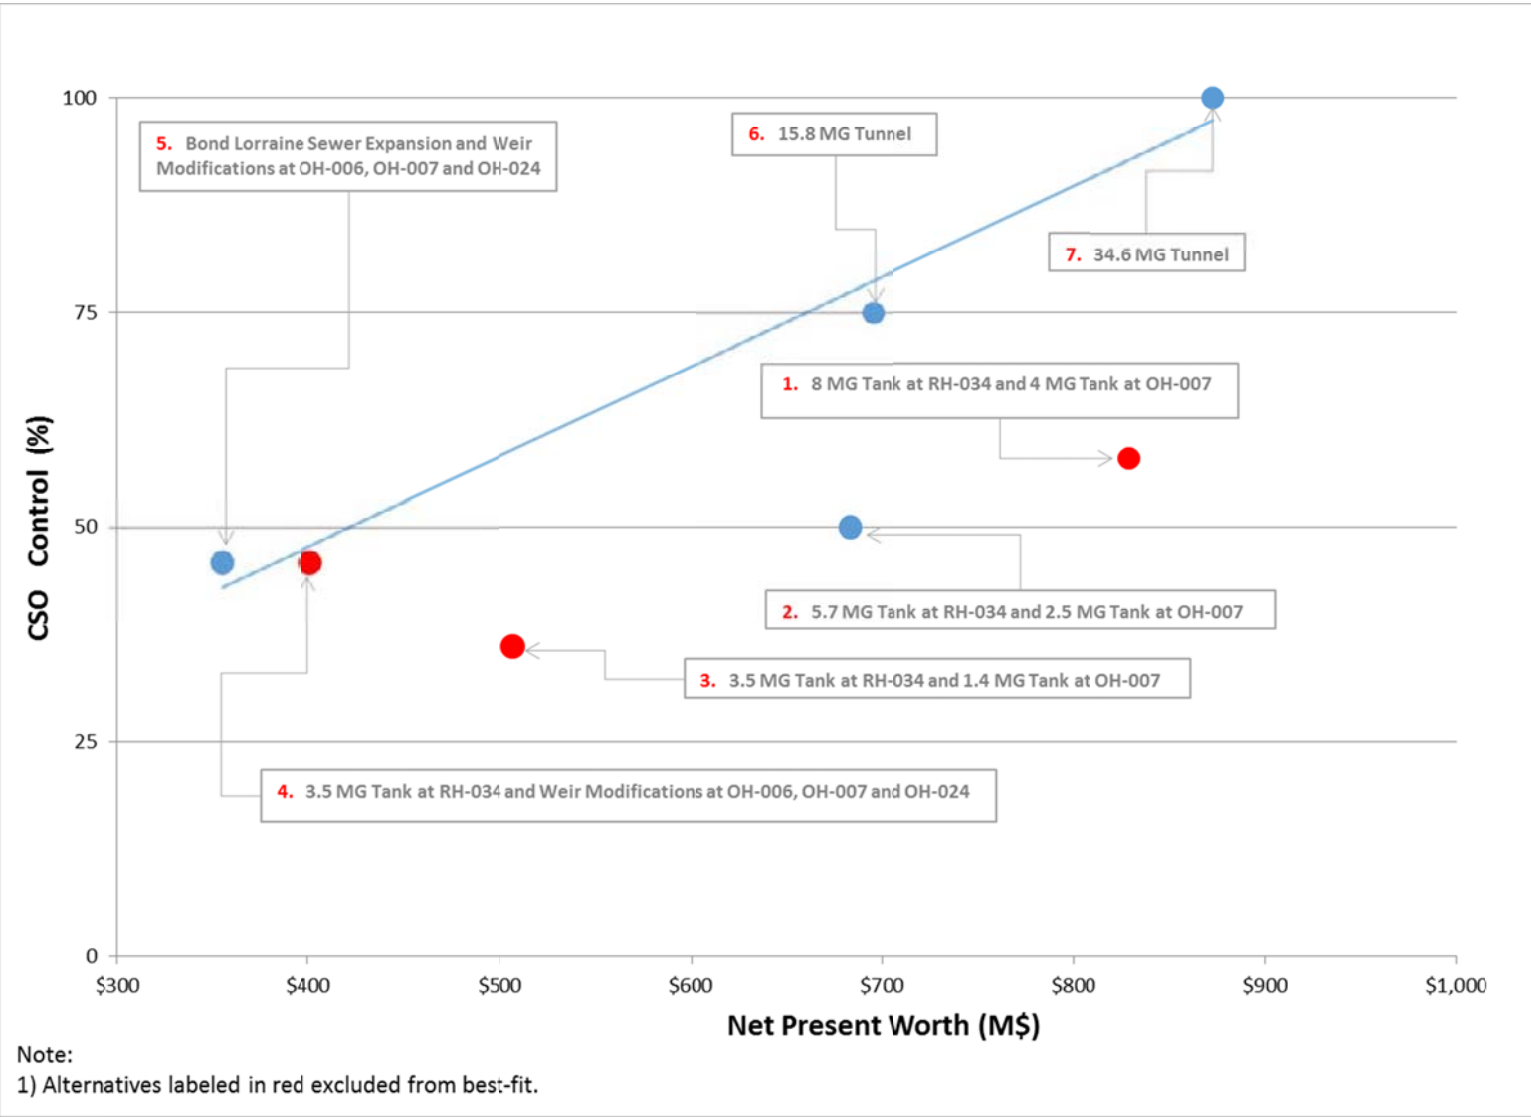 100
5. Bond Lorraine Sewer Expansion and Weir
Modifications at OH-006, OH-007 and OH-024
6. 15.8 MG Tunnel
7. 34.6 MG Tunnel
75
1. 8 MG Tank at RH-034 and 4 MG Tank at OH-007
CSO Control (%)
50
2. 5.7 MG Tank at RH-034 and 2.5 MG Tank at OH-007
3. 3.5 MG Tank at RH-034 and 1.4 MG Tank at OH-007
25
4. 3.5 MG Tank at RH-034 and Weir Modifications at OH-006, OH-007 and OH-024
0
$300 $400 $500 $600 $700 $800 $900 $1,000
Net Present Worth (M$)
Note:
1) Alternatives labeled in red excluded from best-fit.